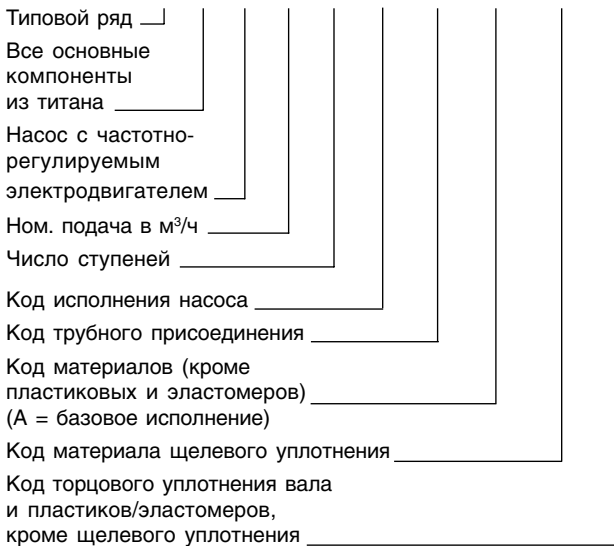 Типовой ряд
Все основные
компоненты
из титана
Насос с частотно-
регулируемым
электродвигателем
Ном. подача в м³/ч
Число ступеней
Код исполнения насоса
Код трубного присоединения
Код материалов (кроме
пластиковых и эластомеров)
(А = базовое исполнение)
Код материала щелевого уплотнения
Код торцового уплотнения вала
и пластиков/эластомеров,
кроме щелевого уплотнения